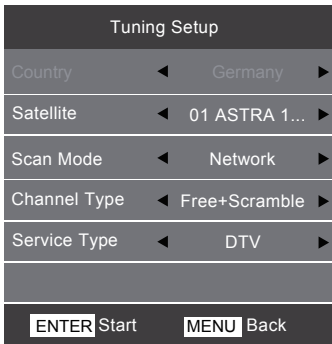 Tuning Setup
Country ◀ Germany ▶
Satellite ◀ 01 ASTRA 1... ▶
Scan Mode ◀ Network ▶
Channel Type ◀ Free+Scramble ▶
Service Type ◀ DTV ▶
ENTER Start MENU Back